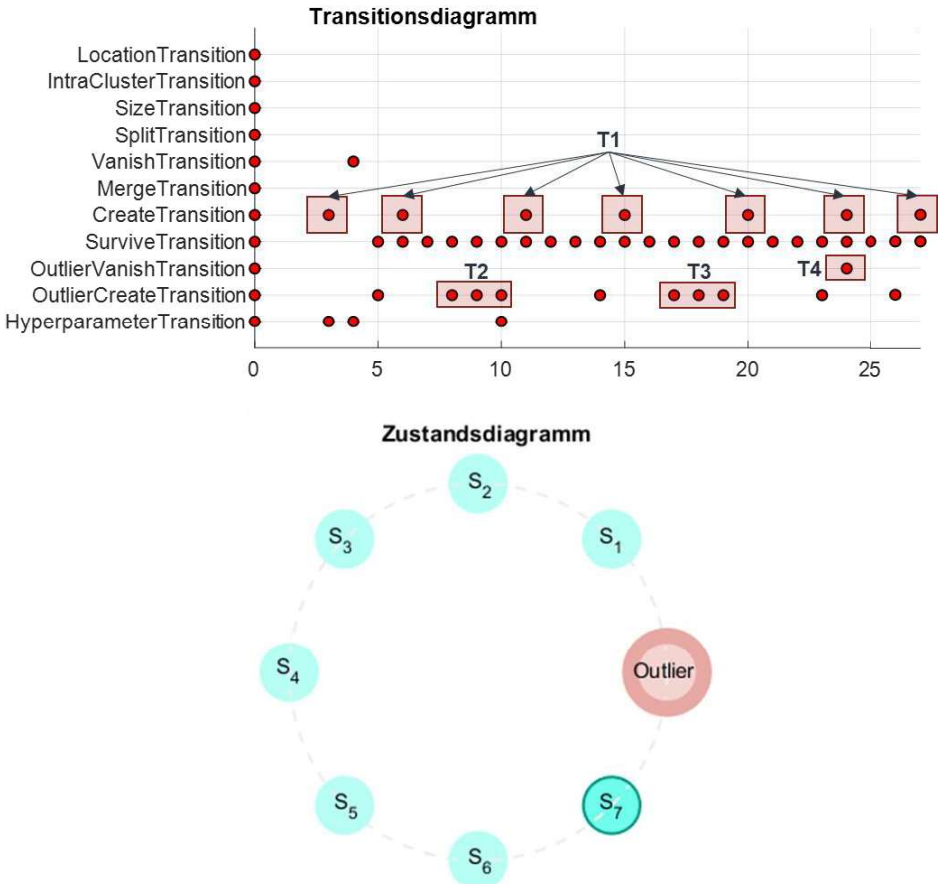 Transitionsdiagramm
LocationTransition
IntraClusterTransition
SizeTransition
SplitTransition
T1
VanishTransition
MergeTransition
CreateTransition
SurviveTransition
OutlierVanishTransition
T2
T3
T4
OutlierCreateTransition
HyperparameterTransition
0 5 10 15 20 25
Zustandsdiagramm
S2
S3
S1
S4
Outlier
S5
S7
S6